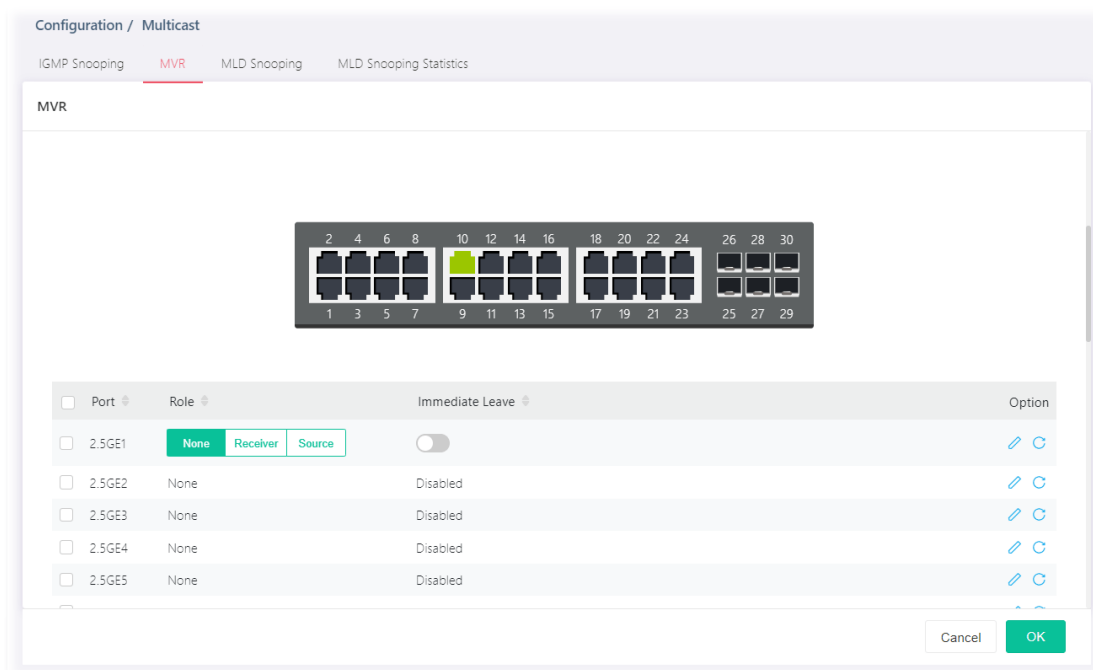 Configuration / Multicast
IGMP Snooping MVR MLD Snooping MLD Snooping Statistics
MVR
2 4 6 8 10 12 14 16 18 20 22 24 26 28 30
1 3 5 7 9 11 13 15 17 19 21 23 25 27 29
Port Role Immediate Leave Option
2.5GE1 None Receiver Source
2.5GE2 None Disabled
2.5GE3 None Disabled
2.5GE4 None Disabled
2.5GE5 None Disabled
Cancel OK